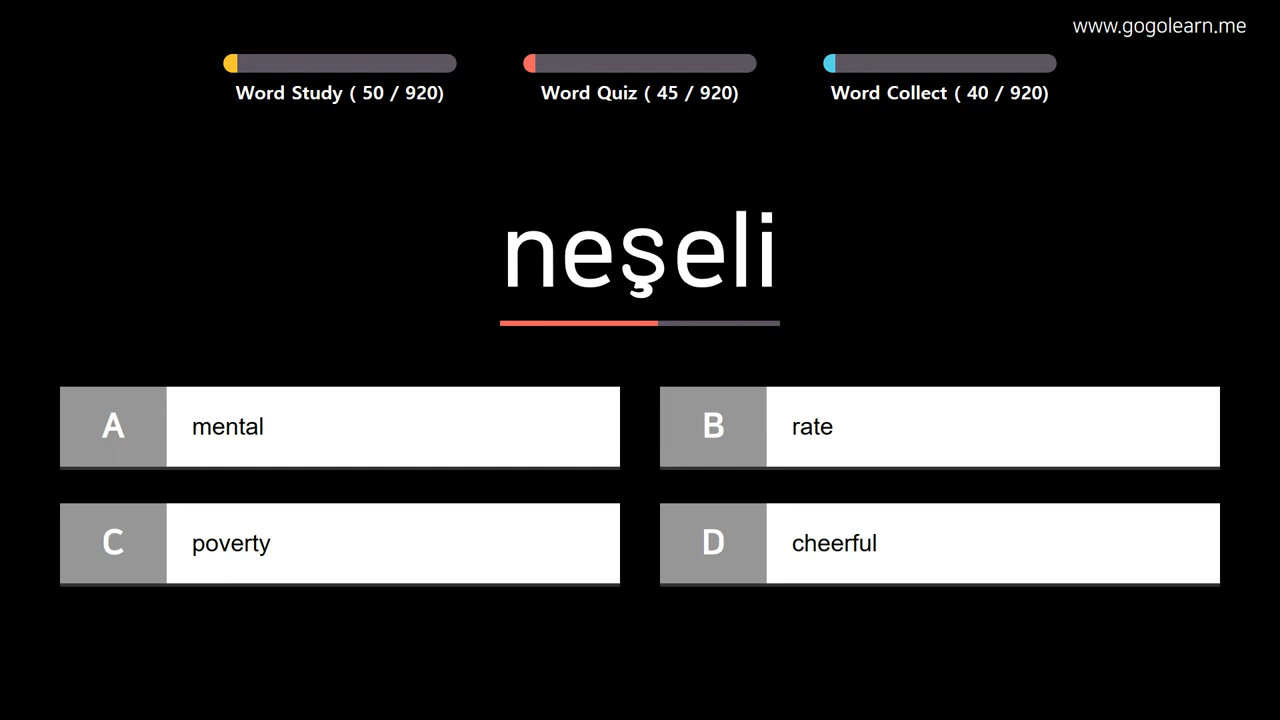 www.gogolearn.me
Word Study ( 50 / 920)
Word Quiz ( 45 / 920)
Word Collect ( 40 / 920)
neşeli
A mental
B rate
C poverty
D cheerful